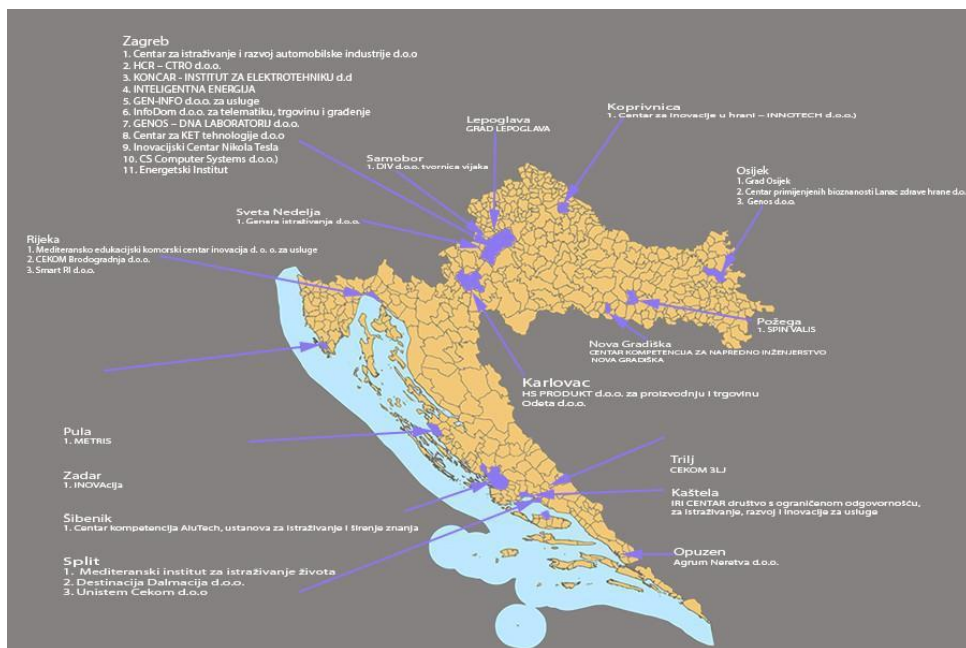 Zagreb
1. Centar za istraživanje i razvoj automobilske industrije d.o.o
2. HCR – CTRO d.o.o.
3. KONCAR - INSTITUT ZA ELEKTROTEHNIKU d.d
4. INTELIGENTNA ENERGIJA
5. GEN-INFO d.o.o. za usluge
6. InfoDom d.o.o. za telematiku, trgovinu i građenje
7. GENOS – DNA LABORATORIJ d.o.o.
8. Centar za KET tehnologije d.o.o
9. Inovacijski Centar Nikola Tesla
10. CS Computer Systems d.o.o.)
11. Energetski Institut
Lepoglava
GRAD LEPOGLAVA
Koprivnica
1. Centar za inovacije u hrani – INNOTECH d.o.o.)
Samobor
1. DIV d.o.o. tvornica vijaka
Osijek
1. Grad Osijek
2. Centar primijenjenih bioznanosti Lanac zdrave hrane d.o.
3. Genos d.o.o.
Sveta Nedelja
1. Genera istraživanja d.o.o.
Rijeka
1. Mediteransko edukacijski komorski centar inovacija d. o. o. za usluge
2. CEKOM Brodogradnja d.o.o.
3. Smart RI d.o.o.
Požega
1. SPIN VALIS
Nova Gradiška
CENTAR KOMPETENCIJA ZA NAPREDNO INŽENJERSTVO
NOVA GRADIŠKA
Karlovac
HS PRODUKT d.o.o. za proizvodnju i trgovinu
Odeta d.o.o.
Pula
1. METRIS
Zadar
1. INOVAcija
Šibenik
1. Centar kompetencija AluTech, ustanova za istraživanje i širenje znanja
Split
1. Mediteranski institut za istraživanje života
2. Destinacija Dalmacija d.o.o.
3. Unistem Cekom d.o.o
Trilj
CEKOM 3LJ
Kaštela
IRI CENTAR društvo s ograničenom odgovornošću,
za istraživanje, razvoj i inovacije za usluge
Opuzen
Agrum Neretva d.o.o.